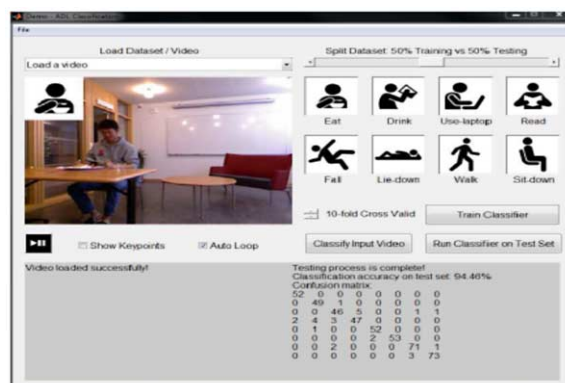 Demo - ADL Classification
File
Load Dataset / Video
Split Dataset: 50% Training vs 50% Testing
Load a video
Eat
Drink
Use-laptop
Read
Fall
Lie-down
Walk
Sit-down
10-fold Cross Valid
Train Classifier
Show Keypoints
Auto Loop
Classify Input Video
Run Classifier on Test Set
Video loaded successfully!
Testing process is complete!
Classification accuracy on test set: 94.46%
Confusion matrix:
52 0 0 0 0 0 0 0
0 49 1 0 0 0 0 0
0 0 46 5 0 0 1 1
2 4 3 47 0 0 0 0
0 1 0 0 52 0 0 0
0 0 0 0 2 53 0 0
0 0 2 0 0 0 71 1
0 0 0 0 0 0 3 73